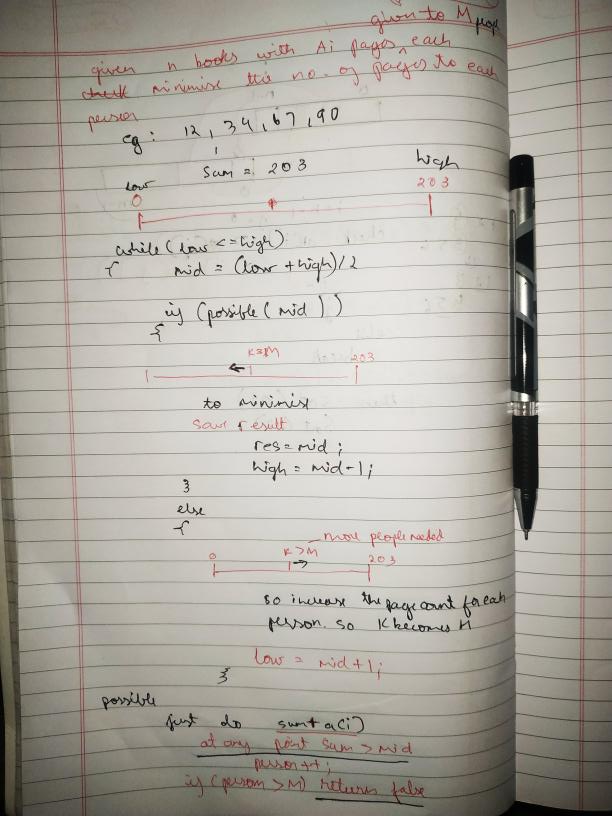 given to M people
given n books with Ai pages, each
check minimise the no. of pages to each
person
eg: 12, 34, 67, 90
Sum = 203
low high
0 203
while (low <= high)
{ mid = (low + high)/2
if (possible (mid))
{
K=M 203
to minimise
save result
res = mid;
high = mid-1;
}
else
{
more people needed
0 K>M 203
so increase the page count for each
person. so K becomes M
low = mid+1;
}
possible
just do sum+a(i)
at any point sum > mid
person++;
if (person > M) returns false